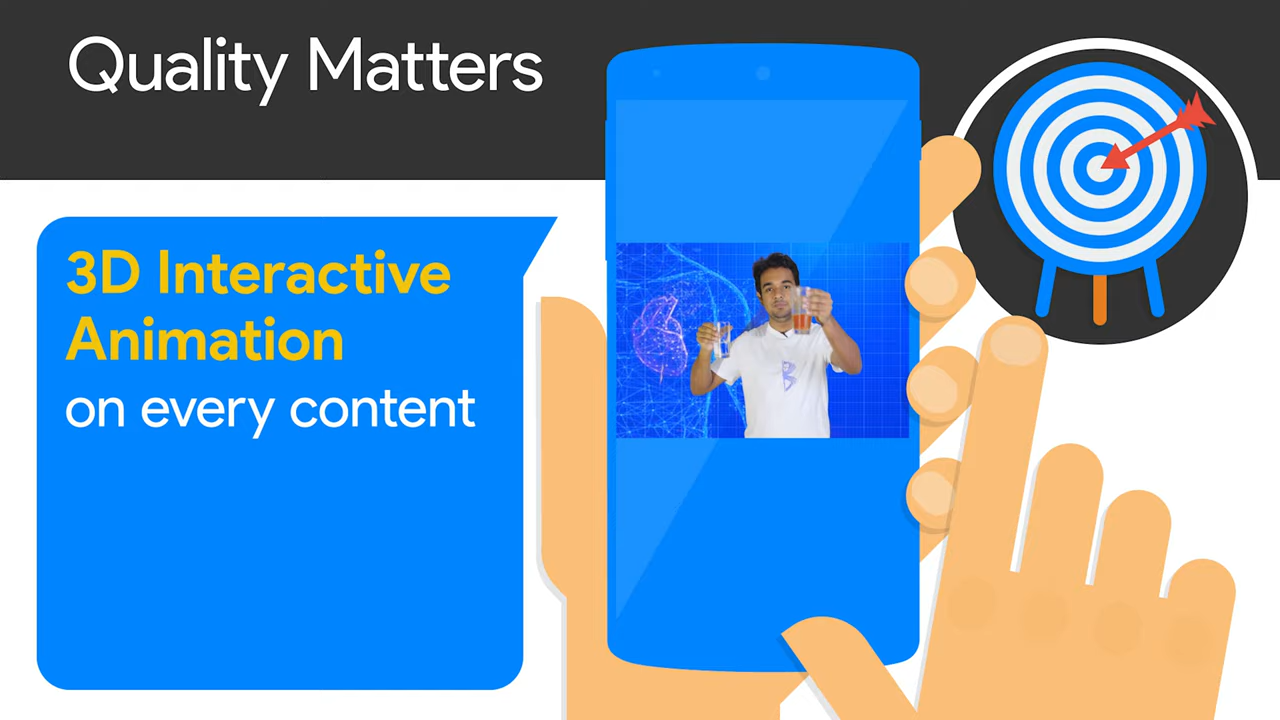 Quality Matters
3D Interactive
Animation
on every content